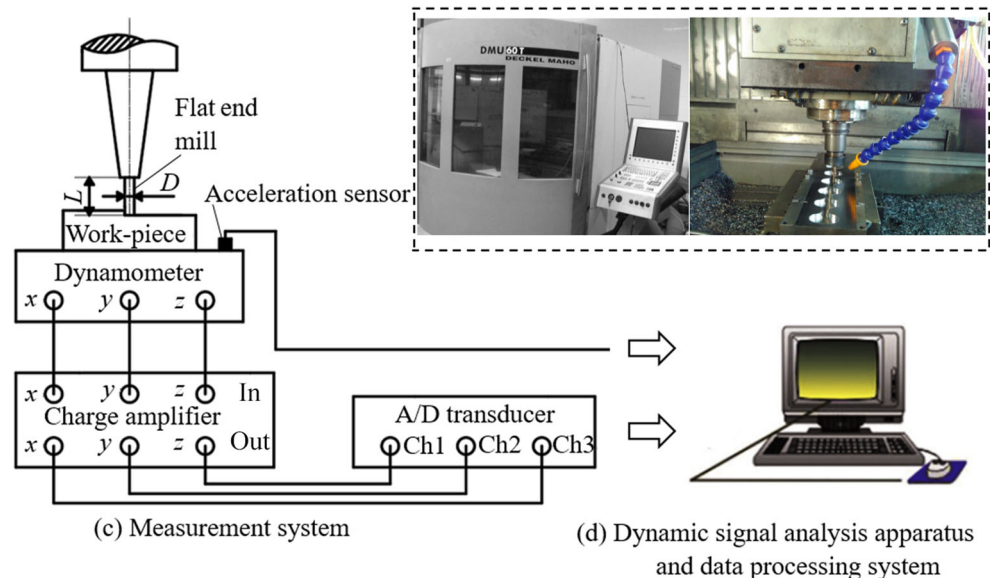 DMU 60 T
DECKEL MAHO
Flat end
mill
L
D
Acceleration sensor
Work-piece
Dynamometer
x y z
x y z In
Charge amplifier
x y z Out
A/D transducer
Ch1 Ch2 Ch3
(c) Measurement system
(d) Dynamic signal analysis apparatus
and data processing system